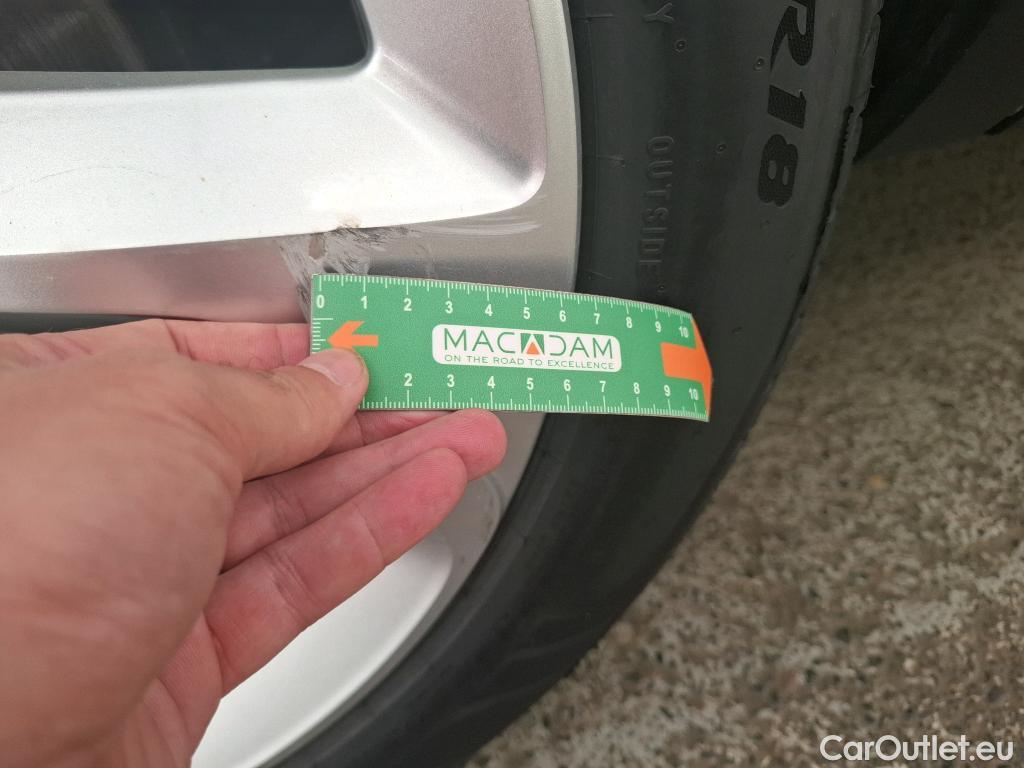 Y
R18
OUTSIDE
0 1 2 3 4 5 6 7 8 9 10
MACADAM
ON THE ROAD TO EXCELLENCE
2 3 4 5 6 7 8 9 10
CarOutlet.eu